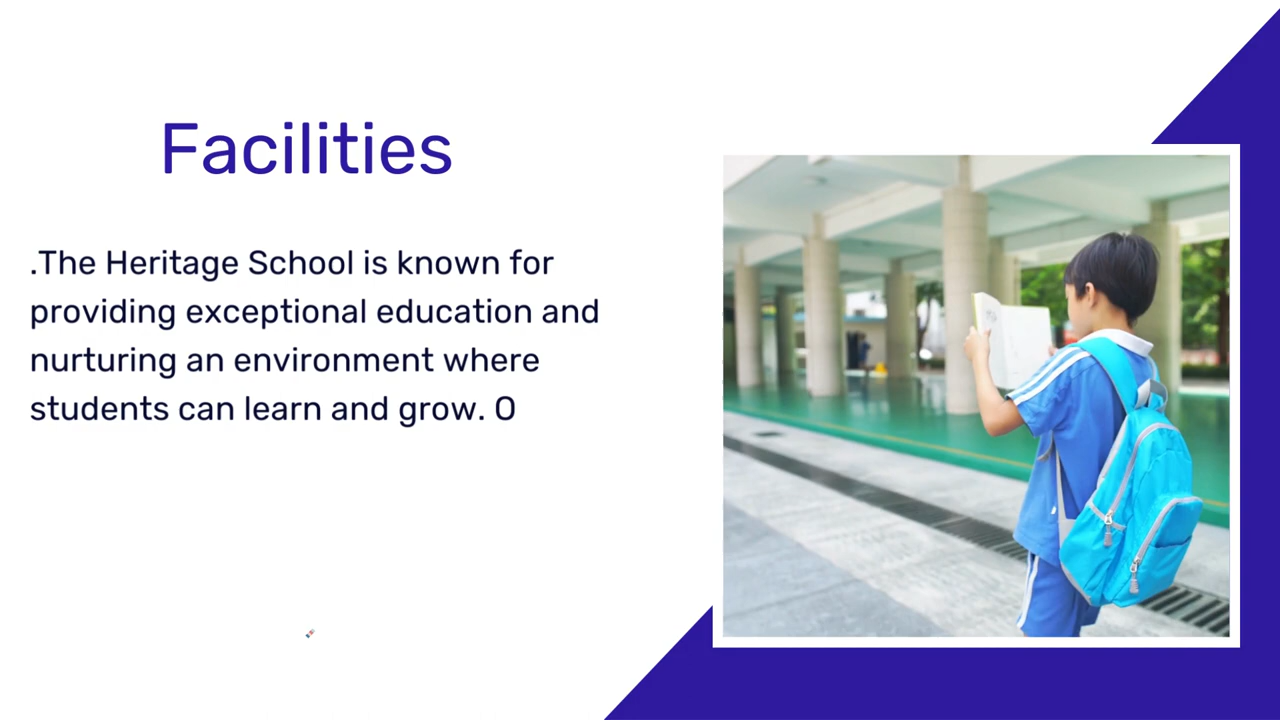 Facilities
.The Heritage School is known for
providing exceptional education and
nurturing an environment where
students can learn and grow. O